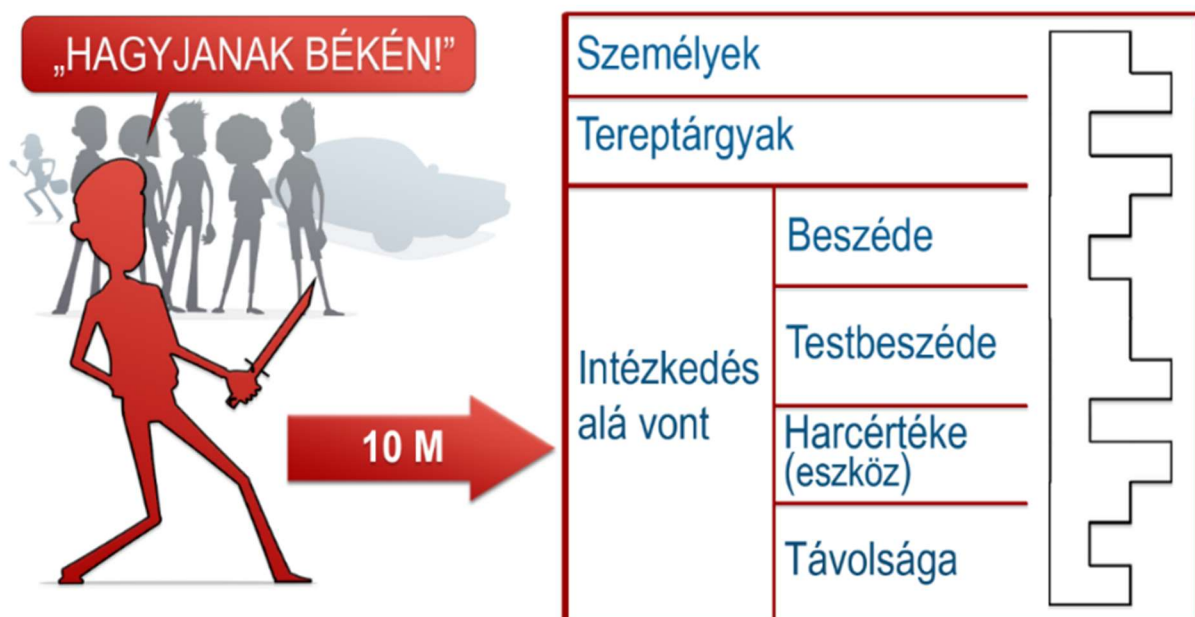 „HAGYJANAK BÉKÉN!”
10 M
Személyek
Tereptárgyak
Intézkedés
alá vont
Beszéde
Testbeszéde
Harcértéke
(eszköz)
Távolsága